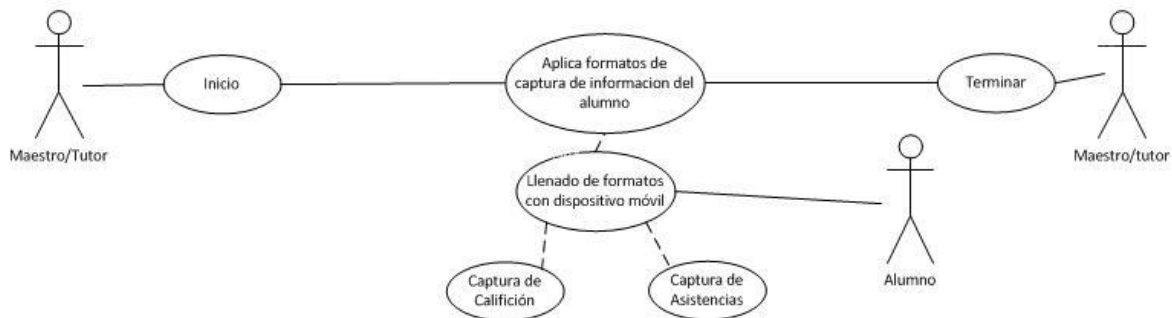 Inicio
Aplica formatos de
captura de informacion del
alumno
Terminar
Maestro/Tutor
Maestro/tutor
Llenado de formatos
con dispositivo móvil
Alumno
Captura de
Califición
Captura de
Asistencias